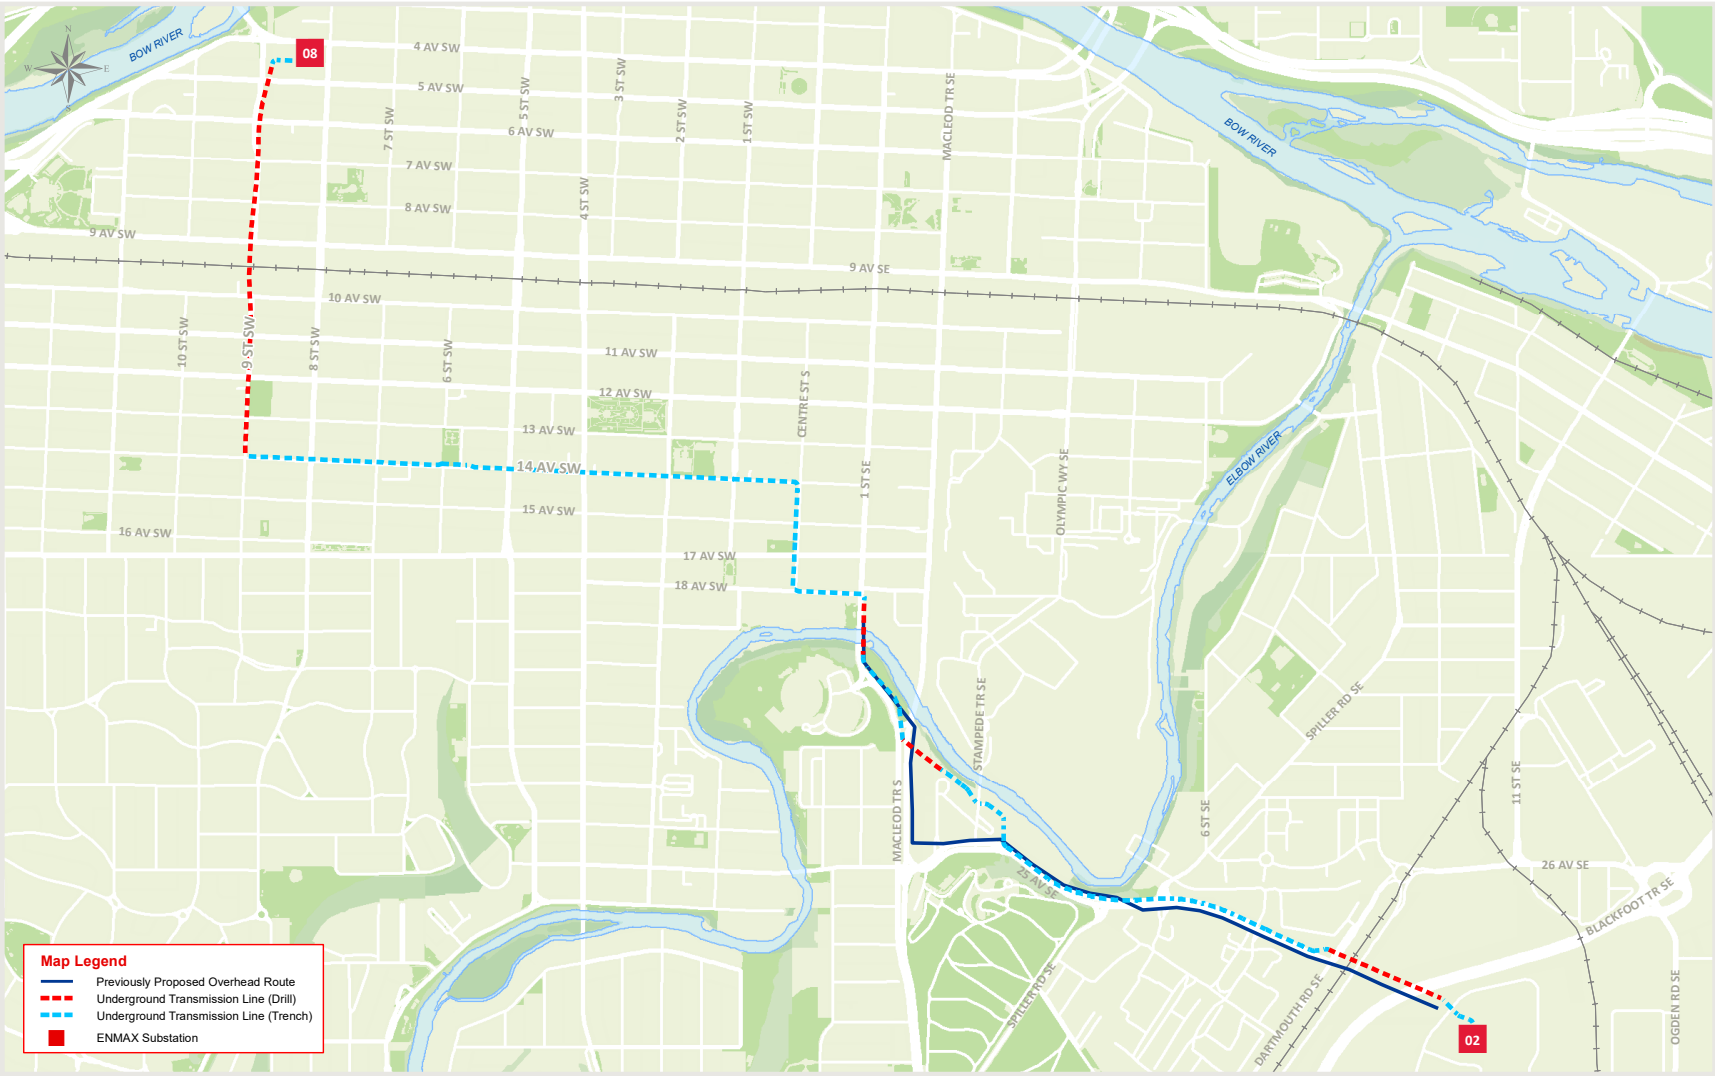 N
W
E
S
BOW RIVER
08
4 AV SW
5 AV SW
6 AV SW
7 AV SW
8 AV SW
9 AV SW
9 AV SE
10 AV SW
11 AV SW
12 AV SW
13 AV SW
14 AV SW
15 AV SW
16 AV SW
17 AV SW
18 AV SW
10 ST SW
9 ST SW
8 ST SW
7 ST SW
6 ST SW
5 ST SW
4 ST SW
3 ST SW
2 ST SW
1 ST SW
CENTRE ST S
1 ST SE
MACLEOD TR SE
OLYMPIC WY SE
BOW RIVER
ELBOW RIVER
STAMPEDE TR SE
MACLEOD TR S
25 AV SE
SPILLER RD SE
SPILLER RD SE
6 ST SE
11 ST SE
26 AV SE
BLACKFOOT TR SE
DARTMOUTH RD SE
OGDEN RD SE
02
Map Legend
Previously Proposed Overhead Route
Underground Transmission Line (Drill)
Underground Transmission Line (Trench)
ENMAX Substation